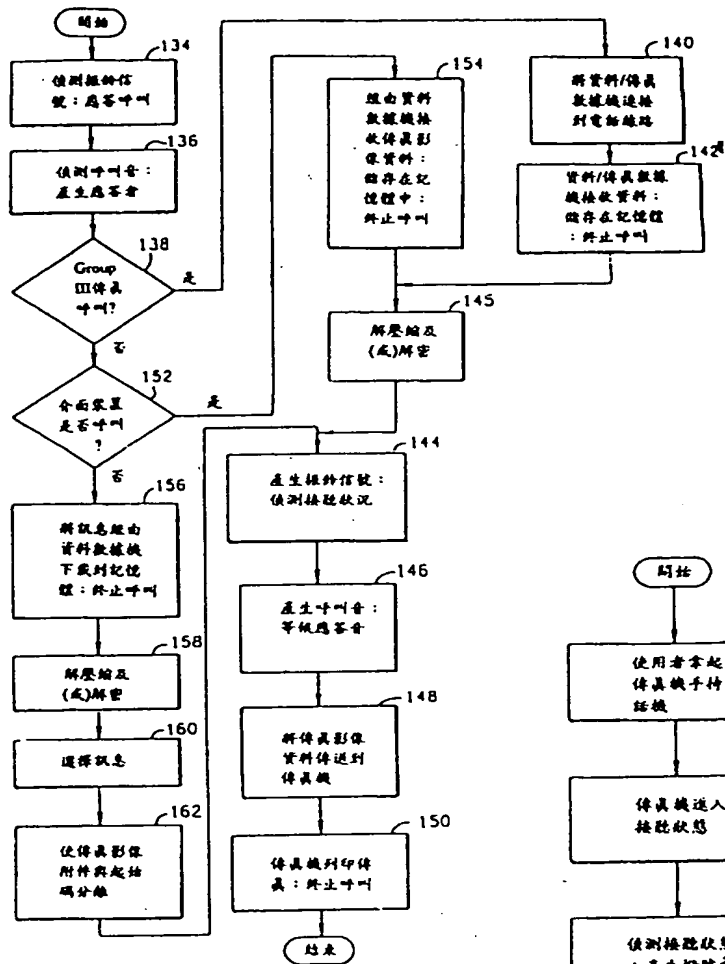 開始
134
偵測振鈴信
號：應答呼叫
136
偵測呼叫音：
產生應答音
138
Group
III傳真
呼叫?
是
否
152
介面裝置
是否呼叫
?
是
否
156
將訊息經由
資料數據機
下載到記憶
體：終止呼叫
158
解壓縮及
(或)解密
160
選擇訊息
162
使傳真影像
附件與起始
碼分離
154
經由資料
數據機接
收傳真影
像資料：
儲存在記
憶體中：
終止呼叫
140
將資料/傳真
數據機連接
到電話線路
142
資料/傳真數據
機接收資料：
儲存在記憶體
：終止呼叫
145
解壓縮及
(或)解密
144
產生振鈴信號：
偵測接聽狀況
146
產生呼叫音：
等候應答音
148
將傳真影像
資料傳送到
傳真機
150
傳真機列印傳
真：終止呼叫
結束
開始
使用者拿起
傳真機手持
話機
傳真機進入
接聽狀態
偵測接聽狀態